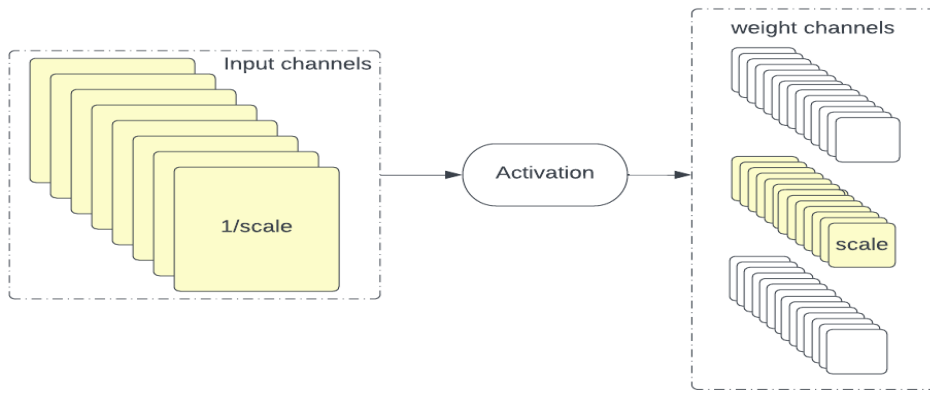 Input channels
1/scale
Activation
weight channels
scale